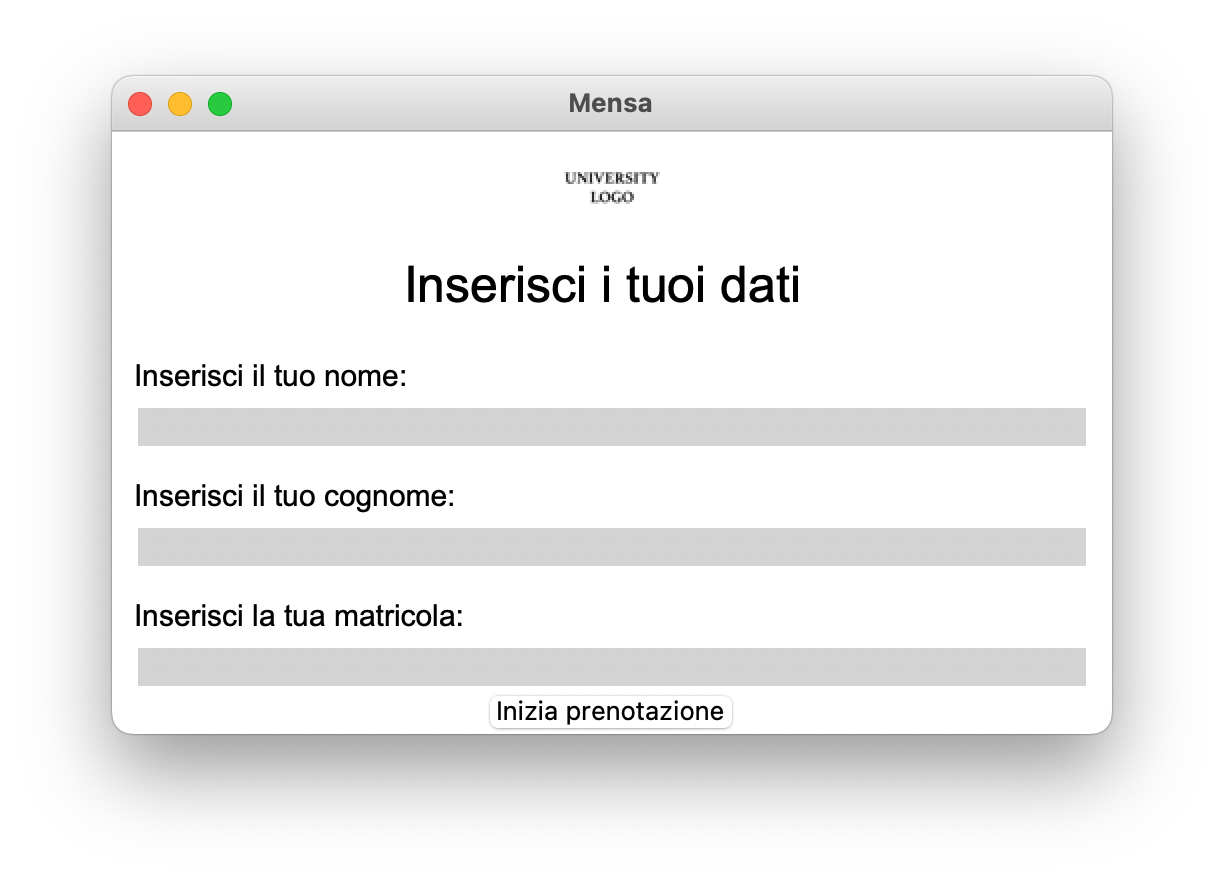 Mensa
UNIVERSITY
LOGO
Inserisci i tuoi dati
Inserisci il tuo nome:
Inserisci il tuo cognome:
Inserisci la tua matricola:
Inizia prenotazione